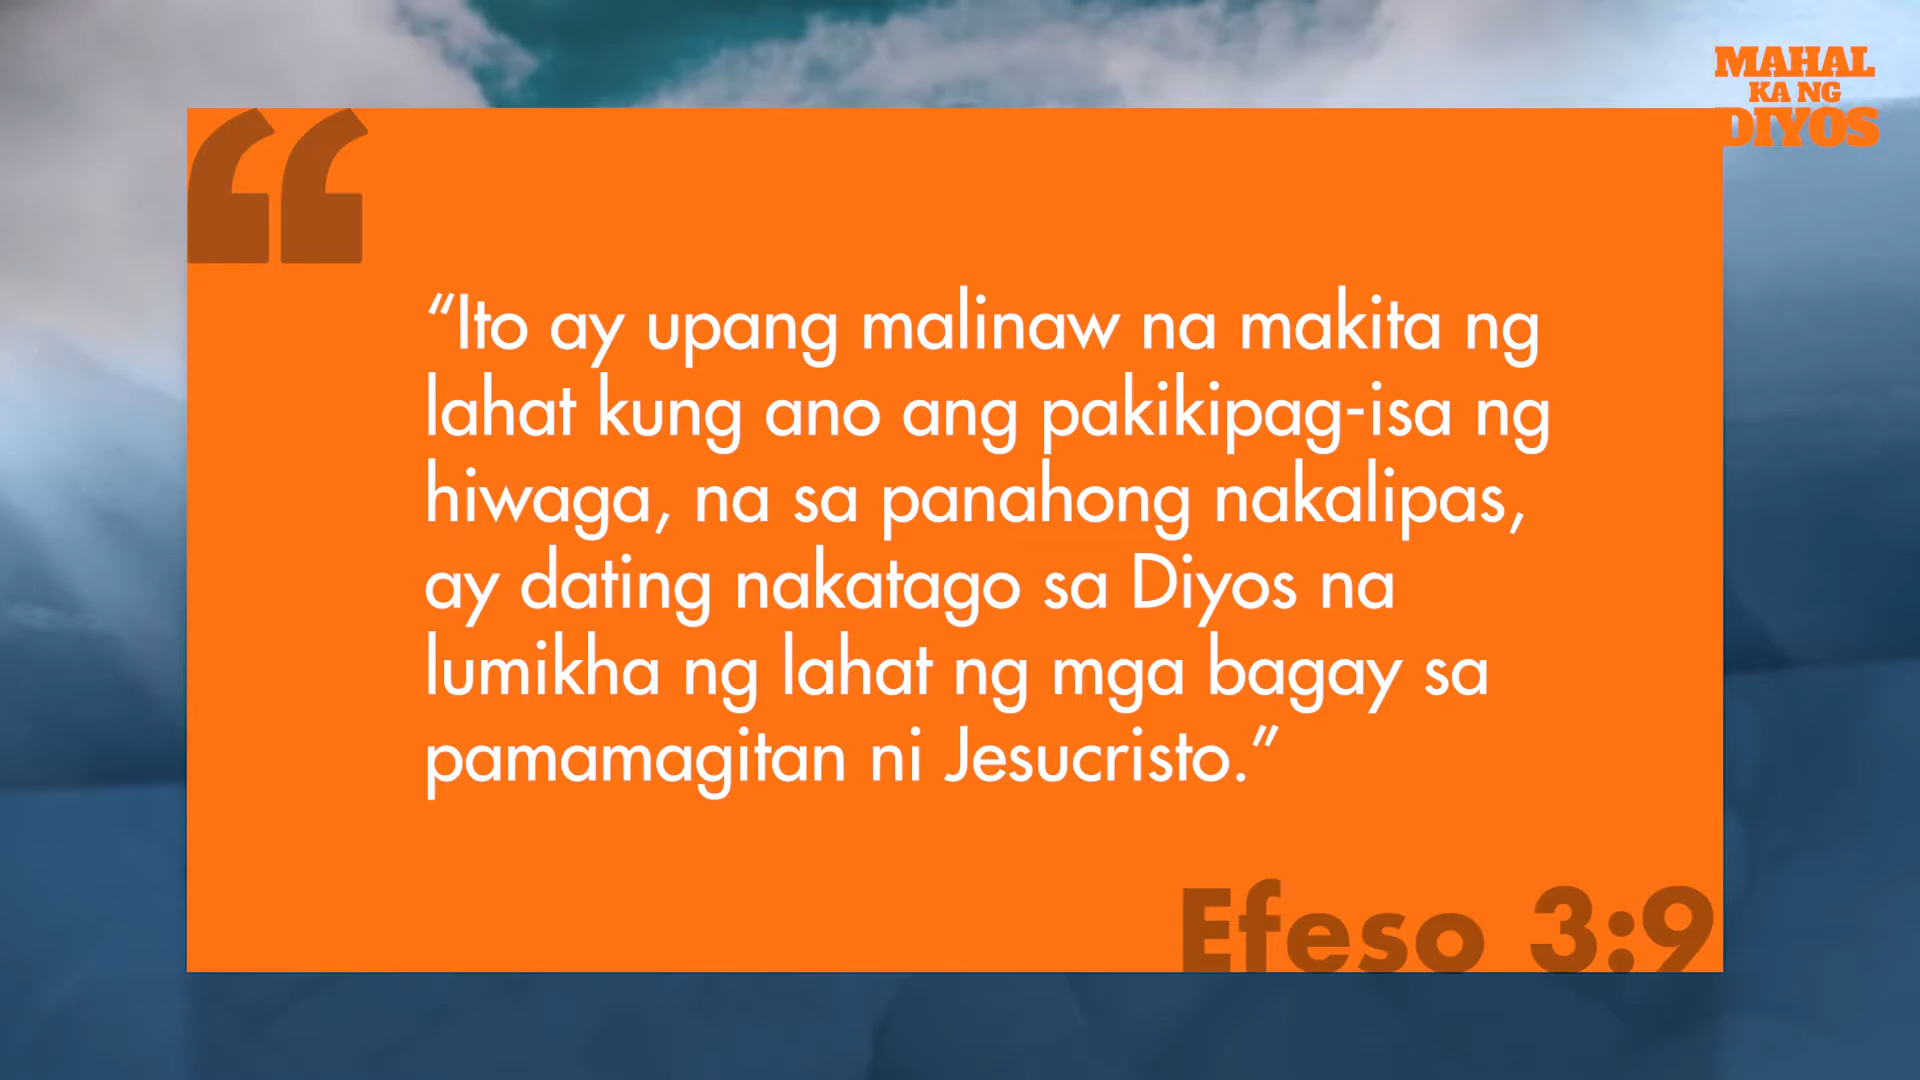 MAHAL
KA NG
DIYOS
“Ito ay upang malinaw na makita ng
lahat kung ano ang pakikipag-isa ng
hiwaga, na sa panahong nakalipas,
ay dating nakatago sa Diyos na
lumikha ng lahat ng mga bagay sa
pamamagitan ni Jesucristo.”
Efeso 3:9